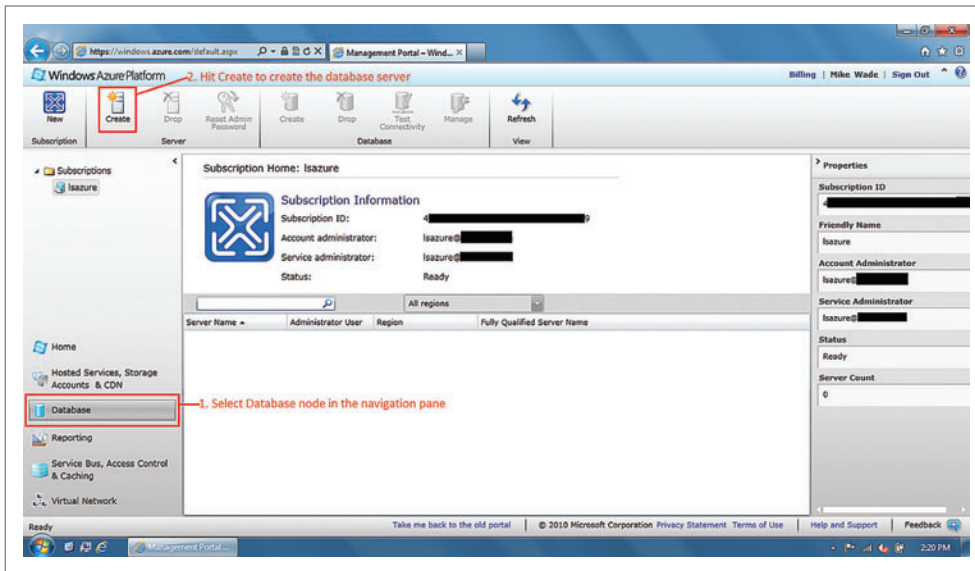 https://windows.azure.com/default.aspx
Management Portal – Wind...
Windows Azure Platform
2. Hit Create to create the database server
Billing | Mike Wade | Sign Out
New
Create
Drop
Reset Admin Password
Create
Drop
Test Connectivity
Manage
Refresh
Subscription
Server
Database
View
Subscriptions
lsazure
Subscription Home: lsazure
Subscription Information
Subscription ID: 4 9
Account administrator: lsazure@
Service administrator: lsazure@
Status: Ready
All regions
Server Name
Administrator User
Region
Fully Qualified Server Name
Home
Hosted Services, Storage
Accounts & CDN
Database
1. Select Database node in the navigation pane
Reporting
Service Bus, Access Control
& Caching
Virtual Network
Properties
Subscription ID
4
Friendly Name
lsazure
Account Administrator
lsazure@
Service Administrator
lsazure@
Status
Ready
Server Count
0
Ready
Take me back to the old portal | © 2010 Microsoft Corporation Privacy Statement Terms of Use | Help and Support | Feedback
Management Portal ...
2:20 PM